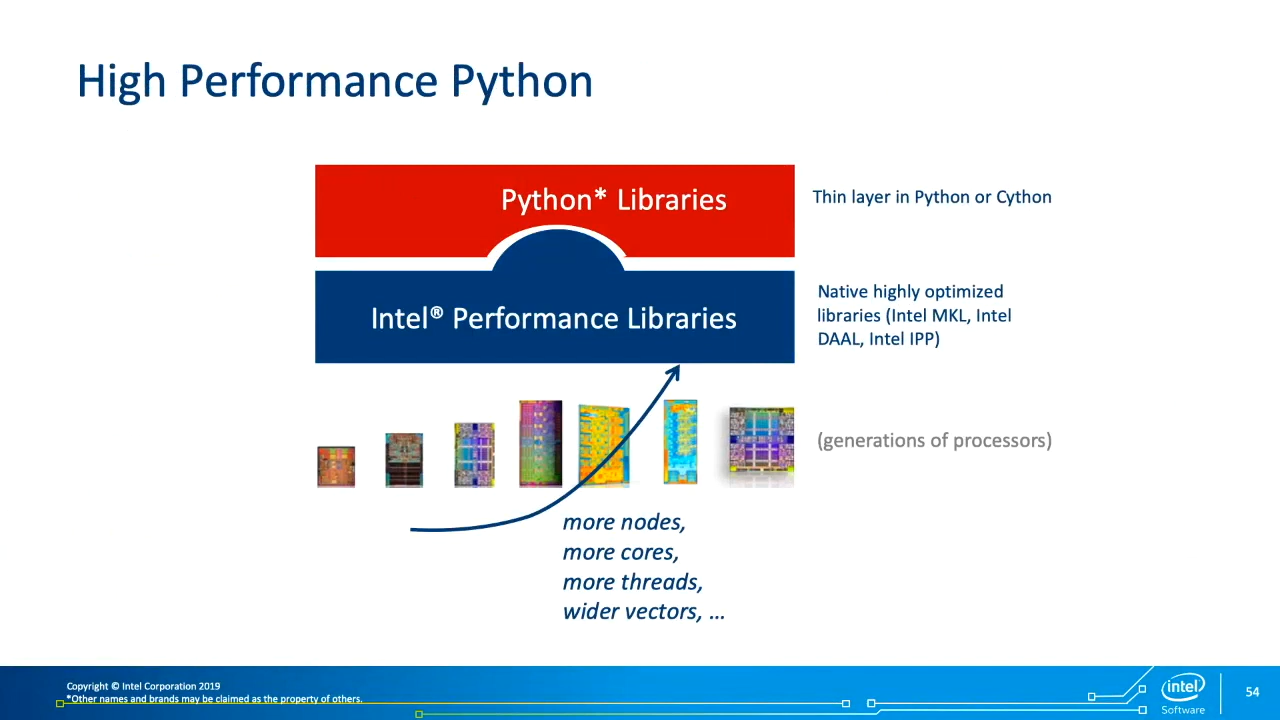 High Performance Python
Python* Libraries
Thin layer in Python or Cython
Intel® Performance Libraries
Native highly optimized
libraries (Intel MKL, Intel
DAAL, Intel IPP)
(generations of processors)
more nodes,
more cores,
more threads,
wider vectors, …
Copyright © Intel Corporation 2019
*Other names and brands may be claimed as the property of others.
intel
Software
54